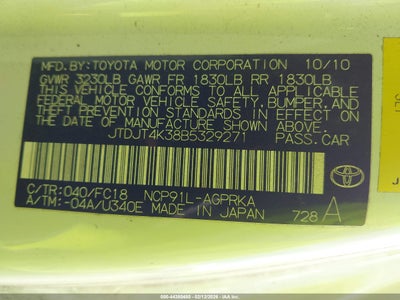 MFD.BY:TOYOTA MOTOR CORPORATION 10/10
GVWR 3230LB GAWR FR 1830LB RR 1830LB
THIS VEHICLE CONFORMS TO ALL APPLICABLE
FEDERAL MOTOR VEHICLE SAFETY, BUMPER, AND
THEFT PREVENTION STANDARDS IN EFFECT ON
THE DATE OF MANUFACTURE SHOWN ABOVE.
JTDJT4K38B5329271 PASS.CAR
C/TR:040/FC18 NCP91L-AGPRKA
A/TM:-04A/U340E MADE IN JAPAN 728 A
TOYOTA